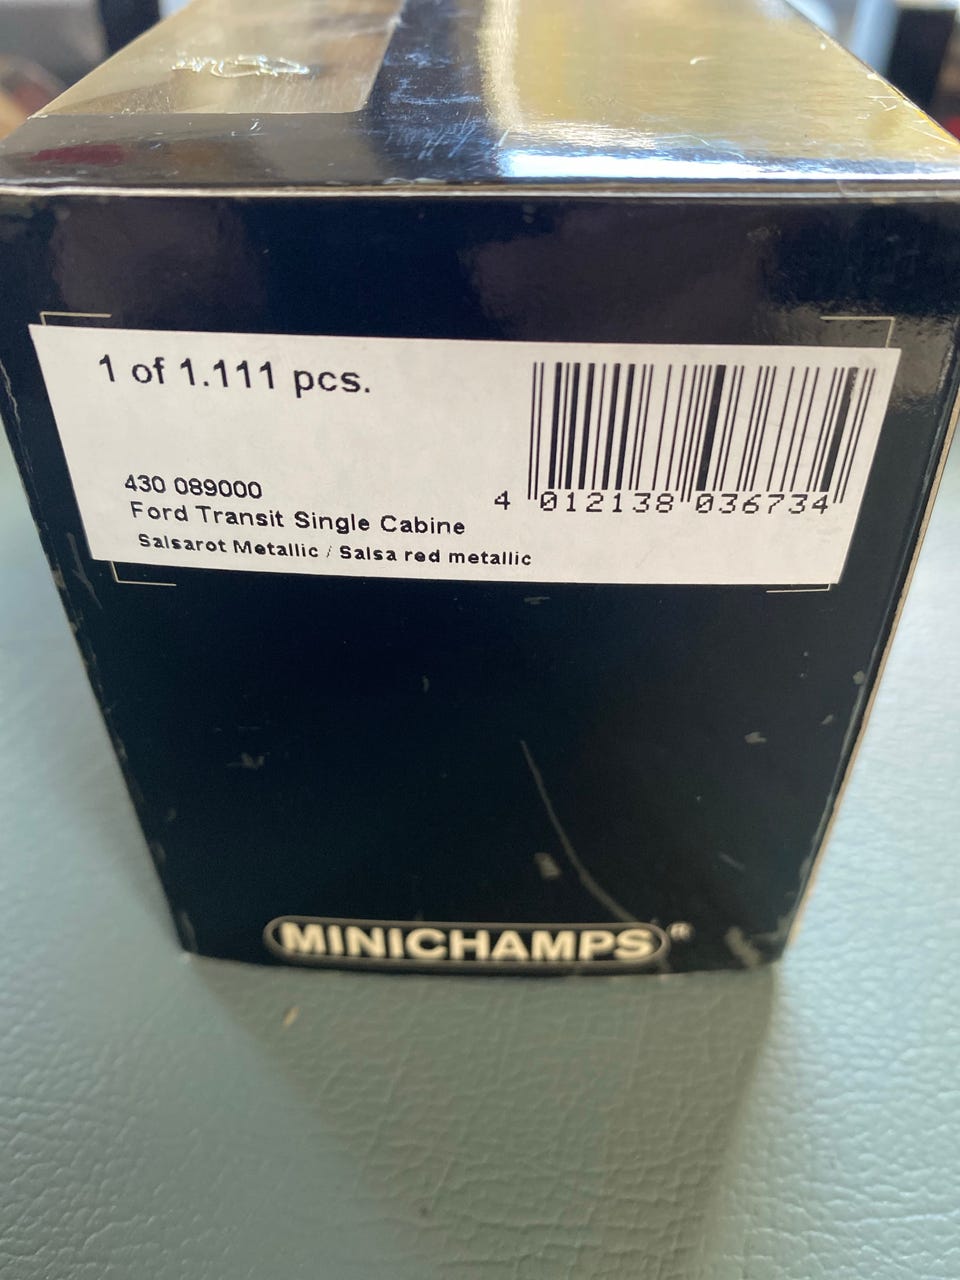 1 of 1.111 pcs.
430 089000
Ford Transit Single Cabine
Salsarot Metallic / Salsa red metallic
4 012138 036734
MINICHAMPS®